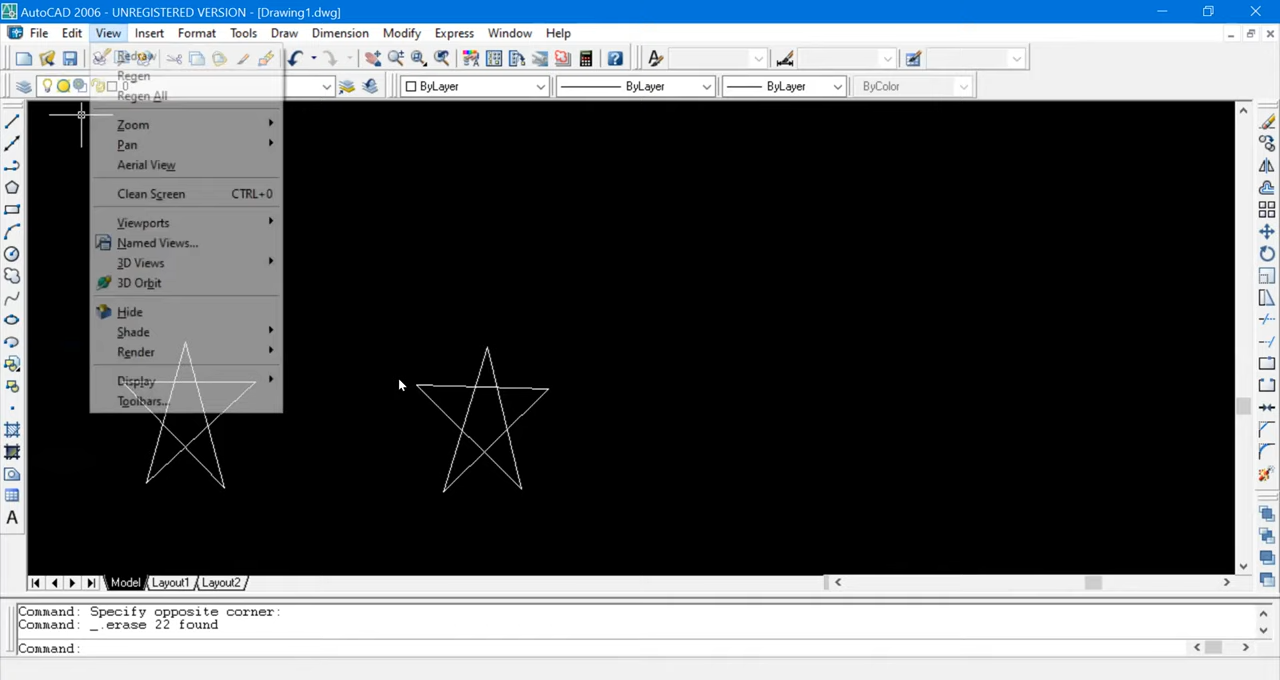 AutoCAD 2006 - UNREGISTERED VERSION - [Drawing1.dwg]
File Edit View Insert Format Tools Draw Dimension Modify Express Window Help
Redraw
Regen
0 ByLayer ByLayer ByLayer ByColor
Regen All
Zoom
Pan
Aerial View
Clean Screen CTRL+0
Viewports
Named Views...
3D Views
3D Orbit
Hide
Shade
Render
Display
Toolbars...
A
Model Layout1 Layout2
Command: Specify opposite corner:
Command: _.erase 22 found
Command: